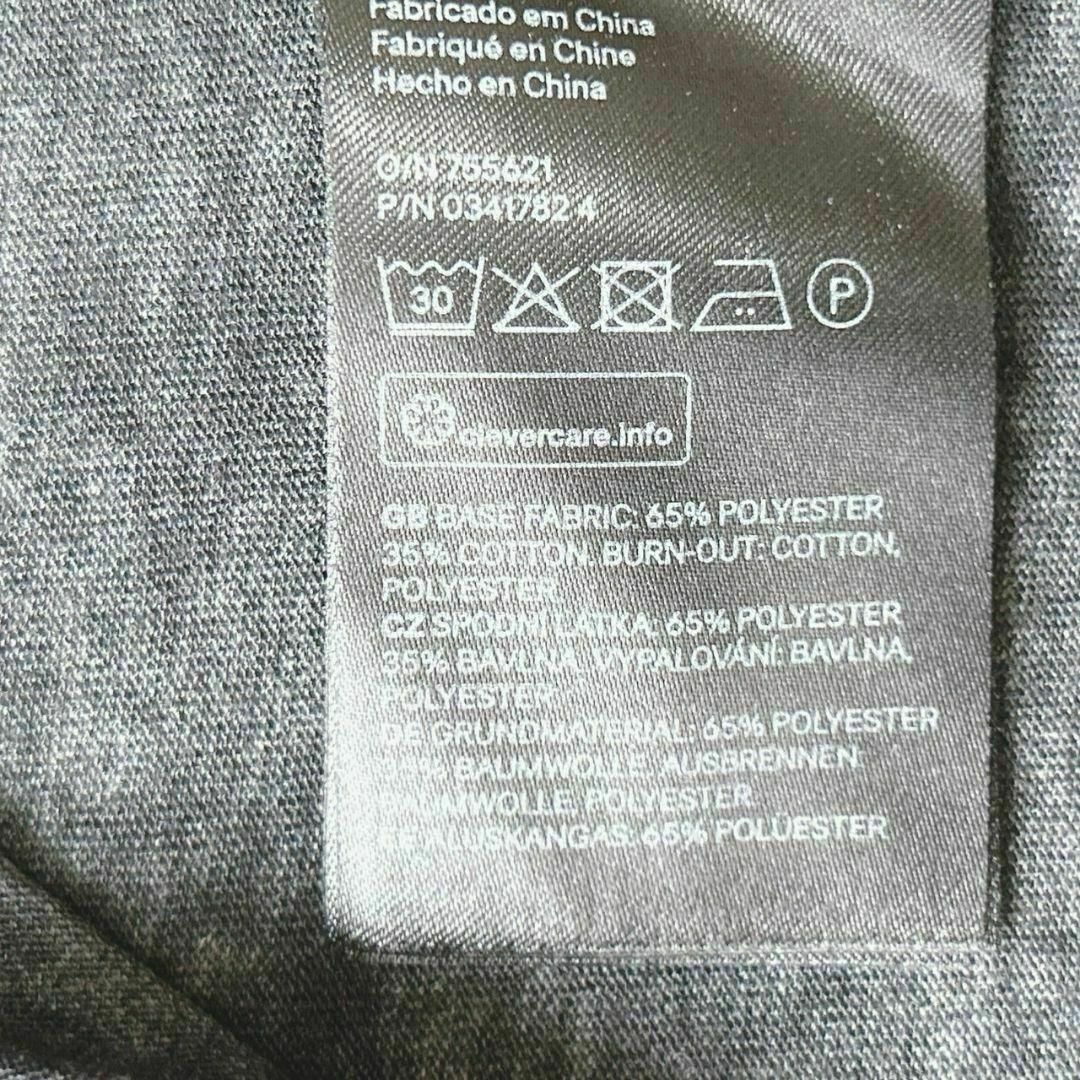 Fabricado em China
Fabriqué en Chine
Hecho en China
O/N 755621
P/N 0341782 4
30
P
clevercare.info
GB BASE FABRIC: 65% POLYESTER
35% COTTON. BURN-OUT: COTTON,
POLYESTER
CZ SPODNÍ LÁTKA: 65% POLYESTER
35% BAVLNA. VYPALOVÁNÍ: BAVLNA,
POLYESTER
DE GRUNDMATERIAL: 65% POLYESTER
35% BAUMWOLLE. AUSBRENNEN
BAUMWOLLE, POLYESTER
65% POLÜESTER